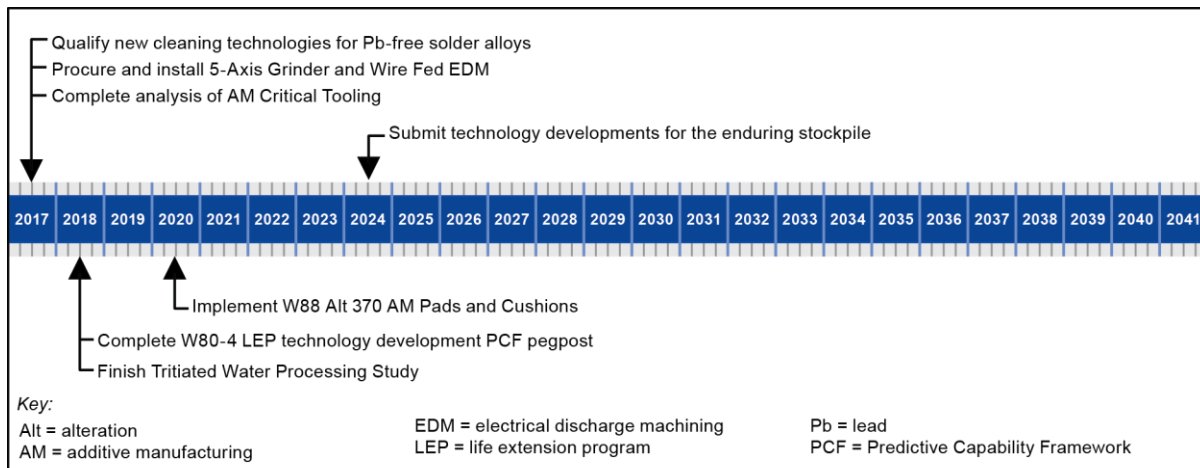 Qualify new cleaning technologies for Pb-free solder alloys
Procure and install 5-Axis Grinder and Wire Fed EDM
Complete analysis of AM Critical Tooling
Submit technology developments for the enduring stockpile
2017 2018 2019 2020 2021 2022 2023 2024 2025 2026 2027 2028 2029 2030 2031 2032 2033 2034 2035 2036 2037 2038 2039 2040 2041
Implement W88 Alt 370 AM Pads and Cushions
Complete W80-4 LEP technology development PCF pegpost
Finish Tritiated Water Processing Study
Key:
Alt = alteration
AM = additive manufacturing
EDM = electrical discharge machining
LEP = life extension program
Pb = lead
PCF = Predictive Capability Framework